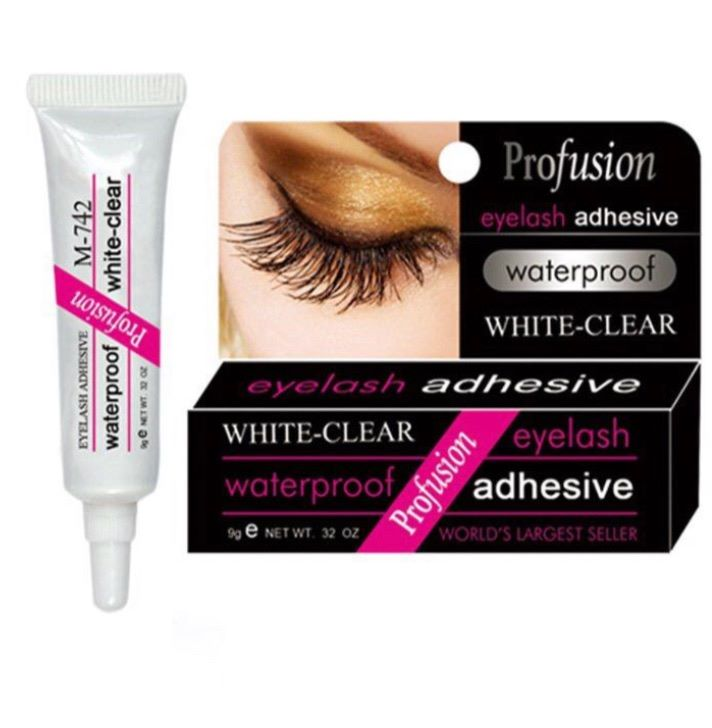 M-742
Profusion
EYELASH ADHESIVE
waterproof white-clear
9g e NET WT. 32 OZ
Profusion
eyelash adhesive
waterproof
WHITE-CLEAR
eyelash adhesive
WHITE-CLEAR
eyelash
waterproof
adhesive
Profusion
9g e NET WT. 32 OZ
WORLD'S LARGEST SELLER